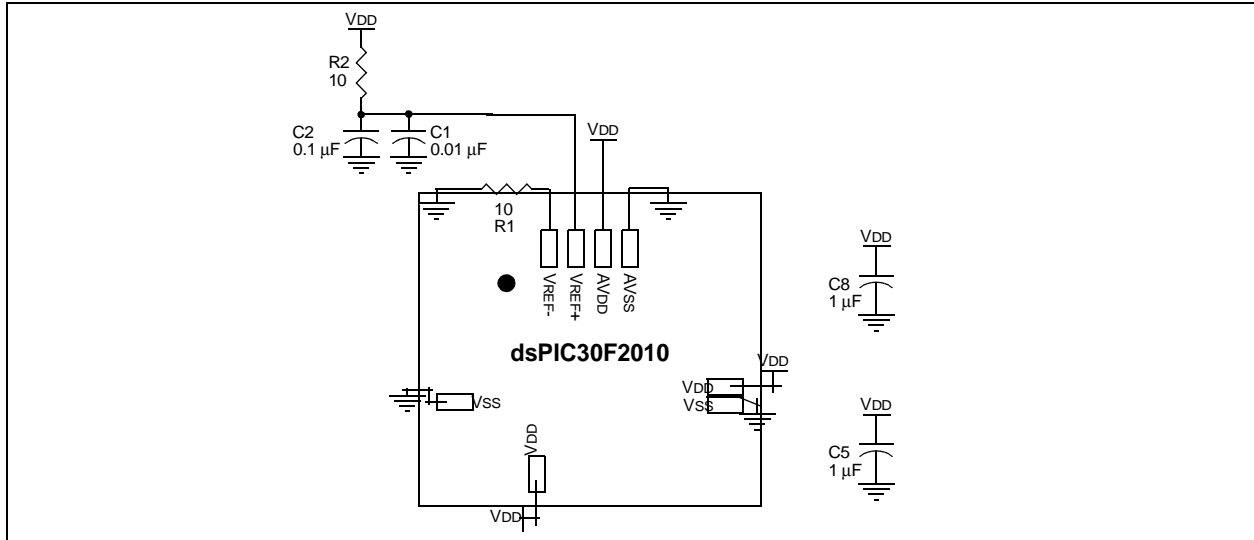 VDD
R2
10
C2
0.1 µF
C1
0.01 µF
VDD
10
R1
VREF-
VREF+
AVDD
AVSS
VDD
C8
1 µF
dsPIC30F2010
VDD
VDD
VSS
VSS
VDD
VDD
VDD
C5
1 µF